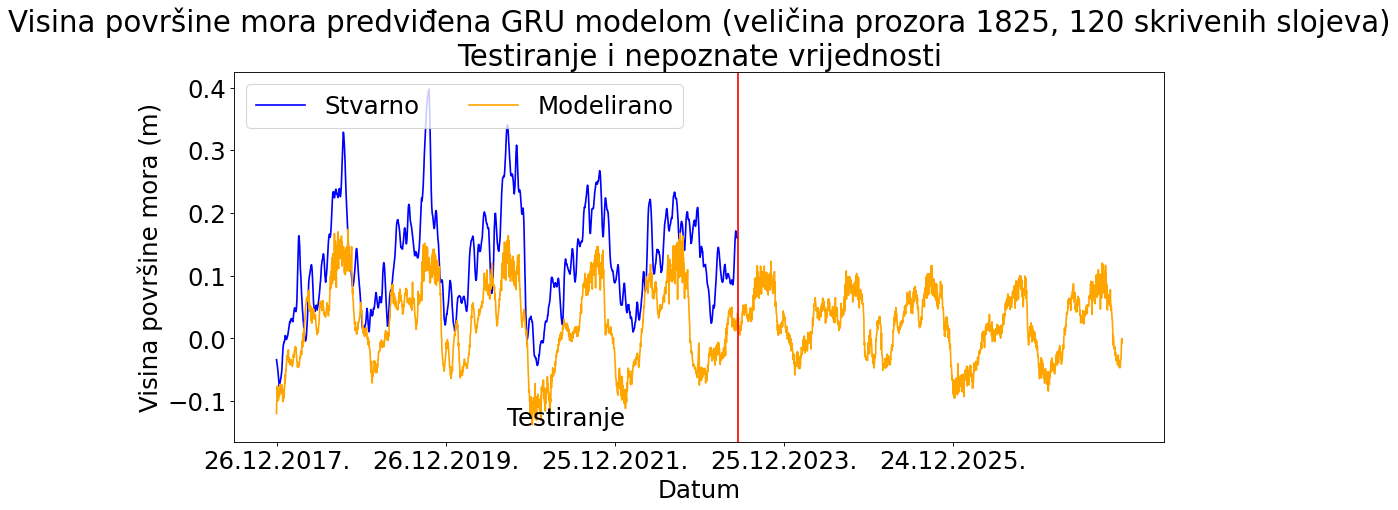 Visina površine mora predviđena GRU modelom (veličina prozora 1825, 120 skrivenih slojeva)
Testiranje i nepoznate vrijednosti
Stvarno Modelirano
Visina površine mora (m)
0.4
0.3
0.2
0.1
0.0
−0.1
Testiranje
26.12.2017. 26.12.2019. 25.12.2021. 25.12.2023. 24.12.2025.
Datum